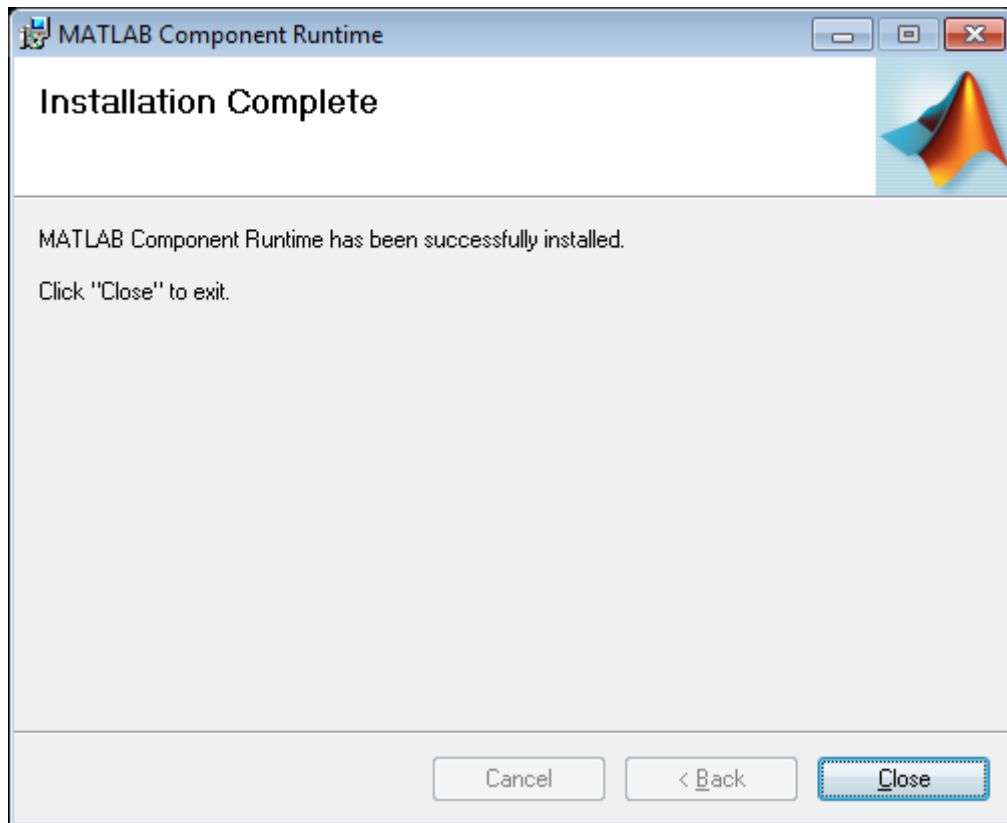 MATLAB Component Runtime
Installation Complete
MATLAB Component Runtime has been successfully installed.
Click "Close" to exit.
Cancel
< Back
Close